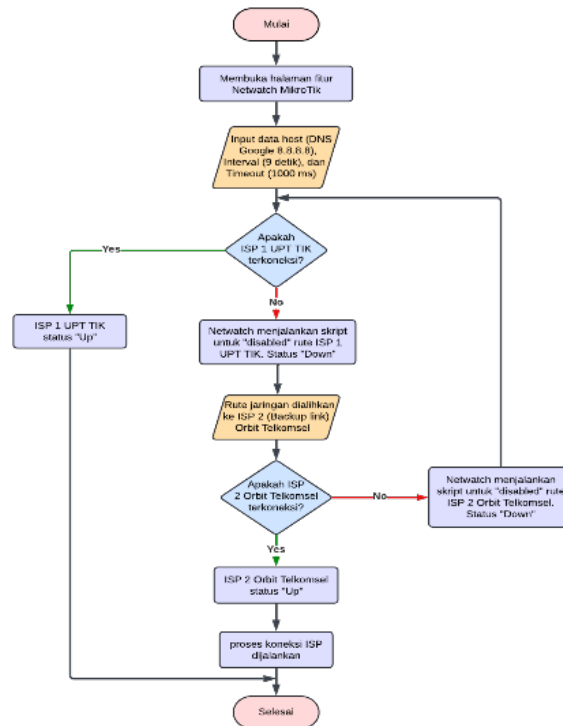 Mulai
Membuka halaman fitur
Netwatch MikroTik
Input data host (DNS
Google 8.8.8.8),
Interval (9 detik), dan
Timeout (1000 ms)
Apakah
ISP 1 UPT TIK
terkoneksi?
Yes
No
ISP 1 UPT TIK
status "Up"
Netwatch menjalankan skript
untuk "disabled" rute ISP 1
UPT TIK. Status "Down"
Rute jaringan dialihkan
ke ISP 2 (Backup link)
Orbit Telkomsel
Apakah ISP
2 Orbit Telkomsel
terkoneksi?
No
Netwatch menjalankan
skript untuk "disabled" rute
ISP 2 Orbit Telkomsel.
Status "Down"
Yes
ISP 2 Orbit Telkomsel
status "Up"
proses koneksi ISP
dijalankan
Selesai